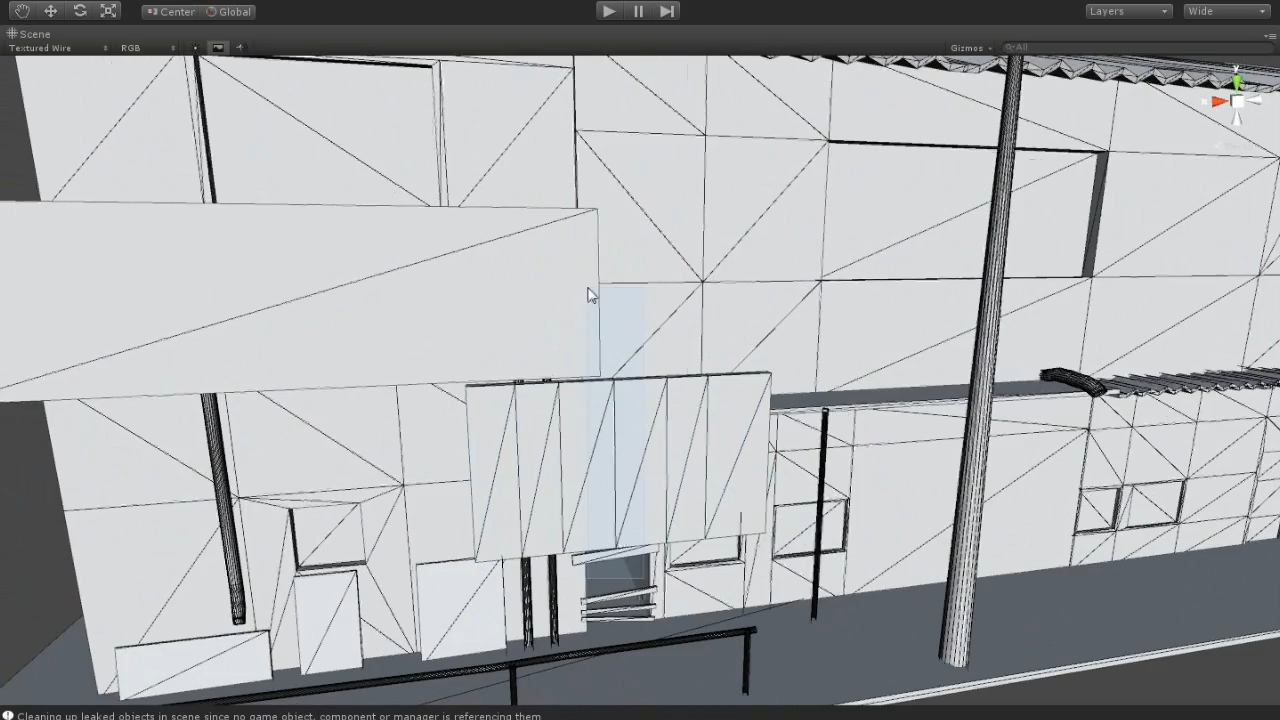 Center Global Layers Wide
Scene
Textured Wire RGB Gizmos All
y
Cleaning up leaked objects in scene since no game object, component or manager is referencing them